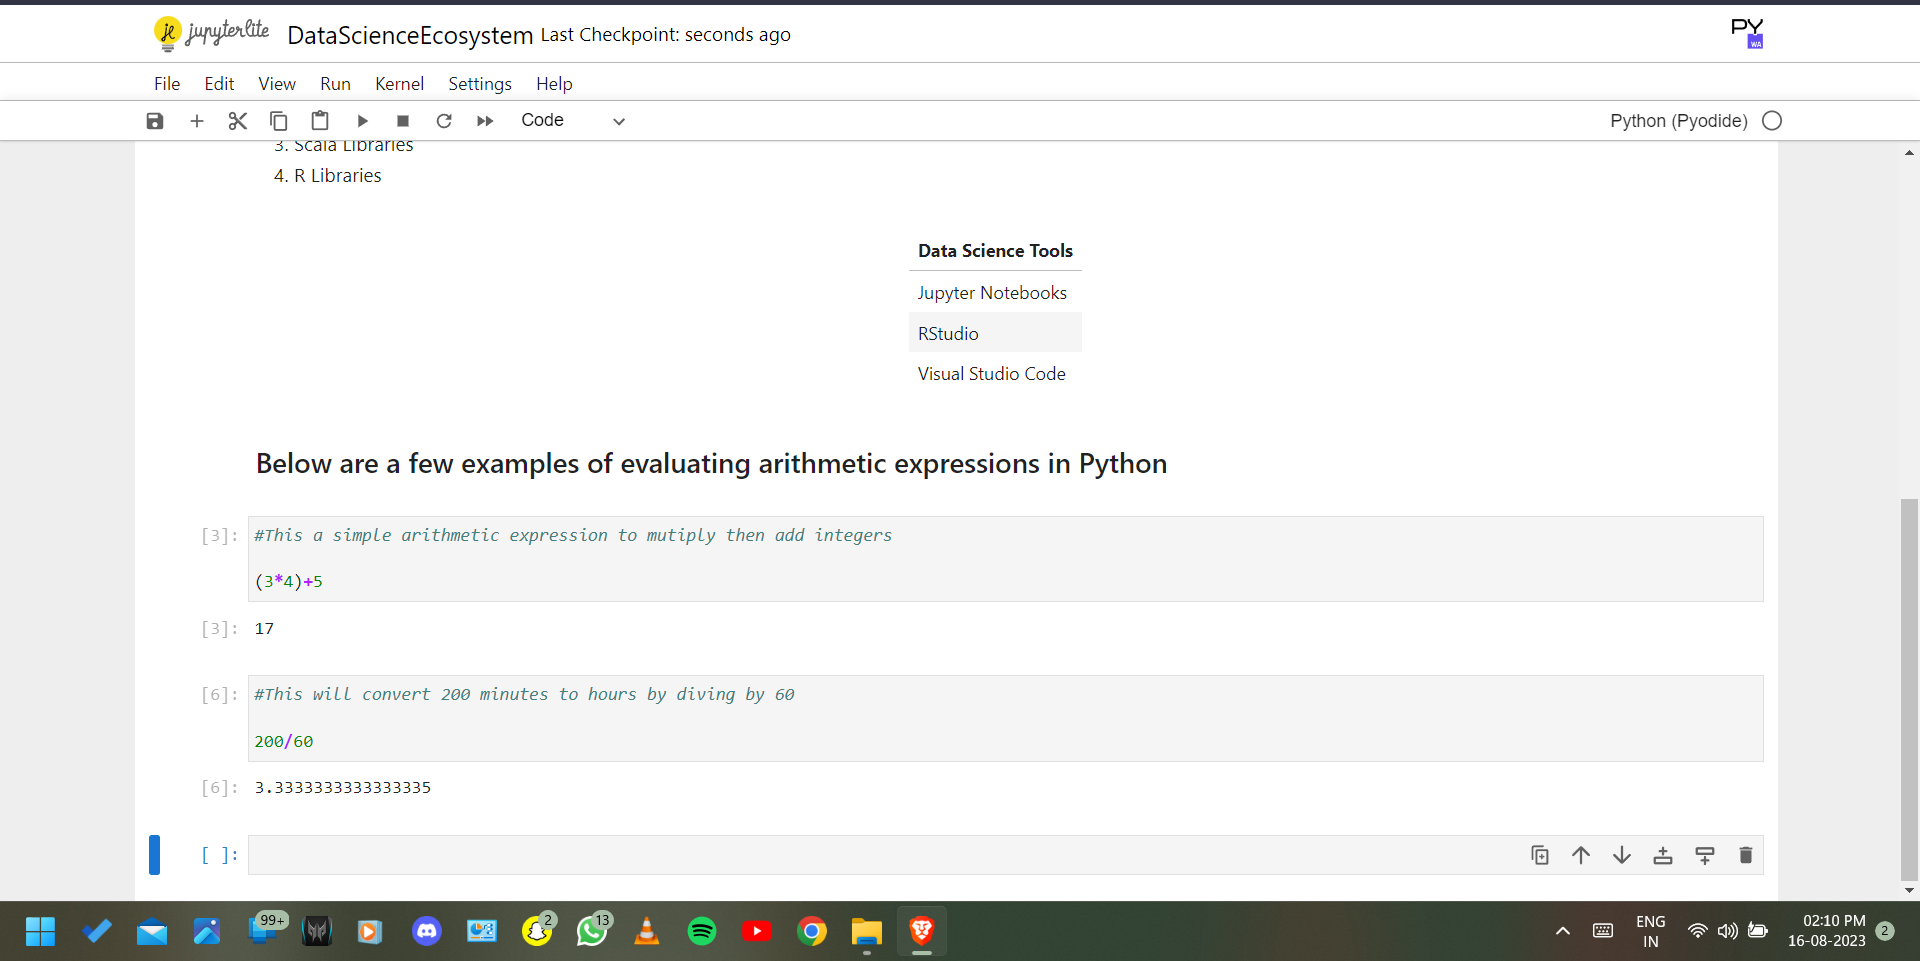 jupyterlite DataScienceEcosystem Last Checkpoint: seconds ago
PY
WA
File Edit View Run Kernel Settings Help
Code
Python (Pyodide)
3. Scala Libraries
4. R Libraries
Data Science Tools
Jupyter Notebooks
RStudio
Visual Studio Code
Below are a few examples of evaluating arithmetic expressions in Python
[3]: #This a simple arithmetic expression to mutiply then add integers
(3*4)+5
[3]: 17
[6]: #This will convert 200 minutes to hours by diving by 60
200/60
[6]: 3.3333333333333335
[ ]:
99+
2
13
ENG
IN
02:10 PM
16-08-2023
2